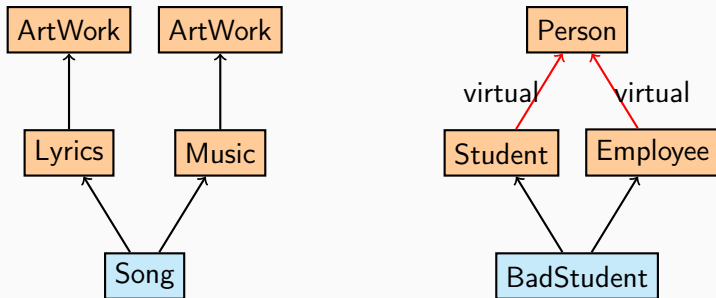 ArtWork ArtWork Person
virtual virtual
Lyrics Music Student Employee
Song BadStudent